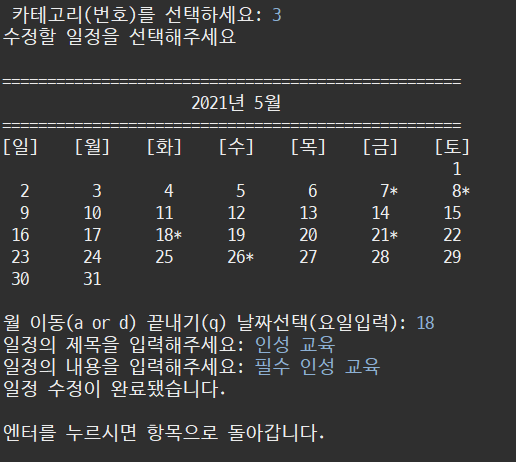 카테고리(번호)를 선택하세요: 3
수정할 일정을 선택해주세요
===================================================
2021년 5월
===================================================
[일] [월] [화] [수] [목] [금] [토]
1
2 3 4 5 6 7* 8*
9 10 11 12 13 14 15
16 17 18* 19 20 21* 22
23 24 25 26* 27 28 29
30 31
월 이동(a or d) 끝내기(q) 날짜선택(요일입력): 18
일정의 제목을 입력해주세요: 인성 교육
일정의 내용을 입력해주세요: 필수 인성 교육
일정 수정이 완료됐습니다.
엔터를 누르시면 항목으로 돌아갑니다.